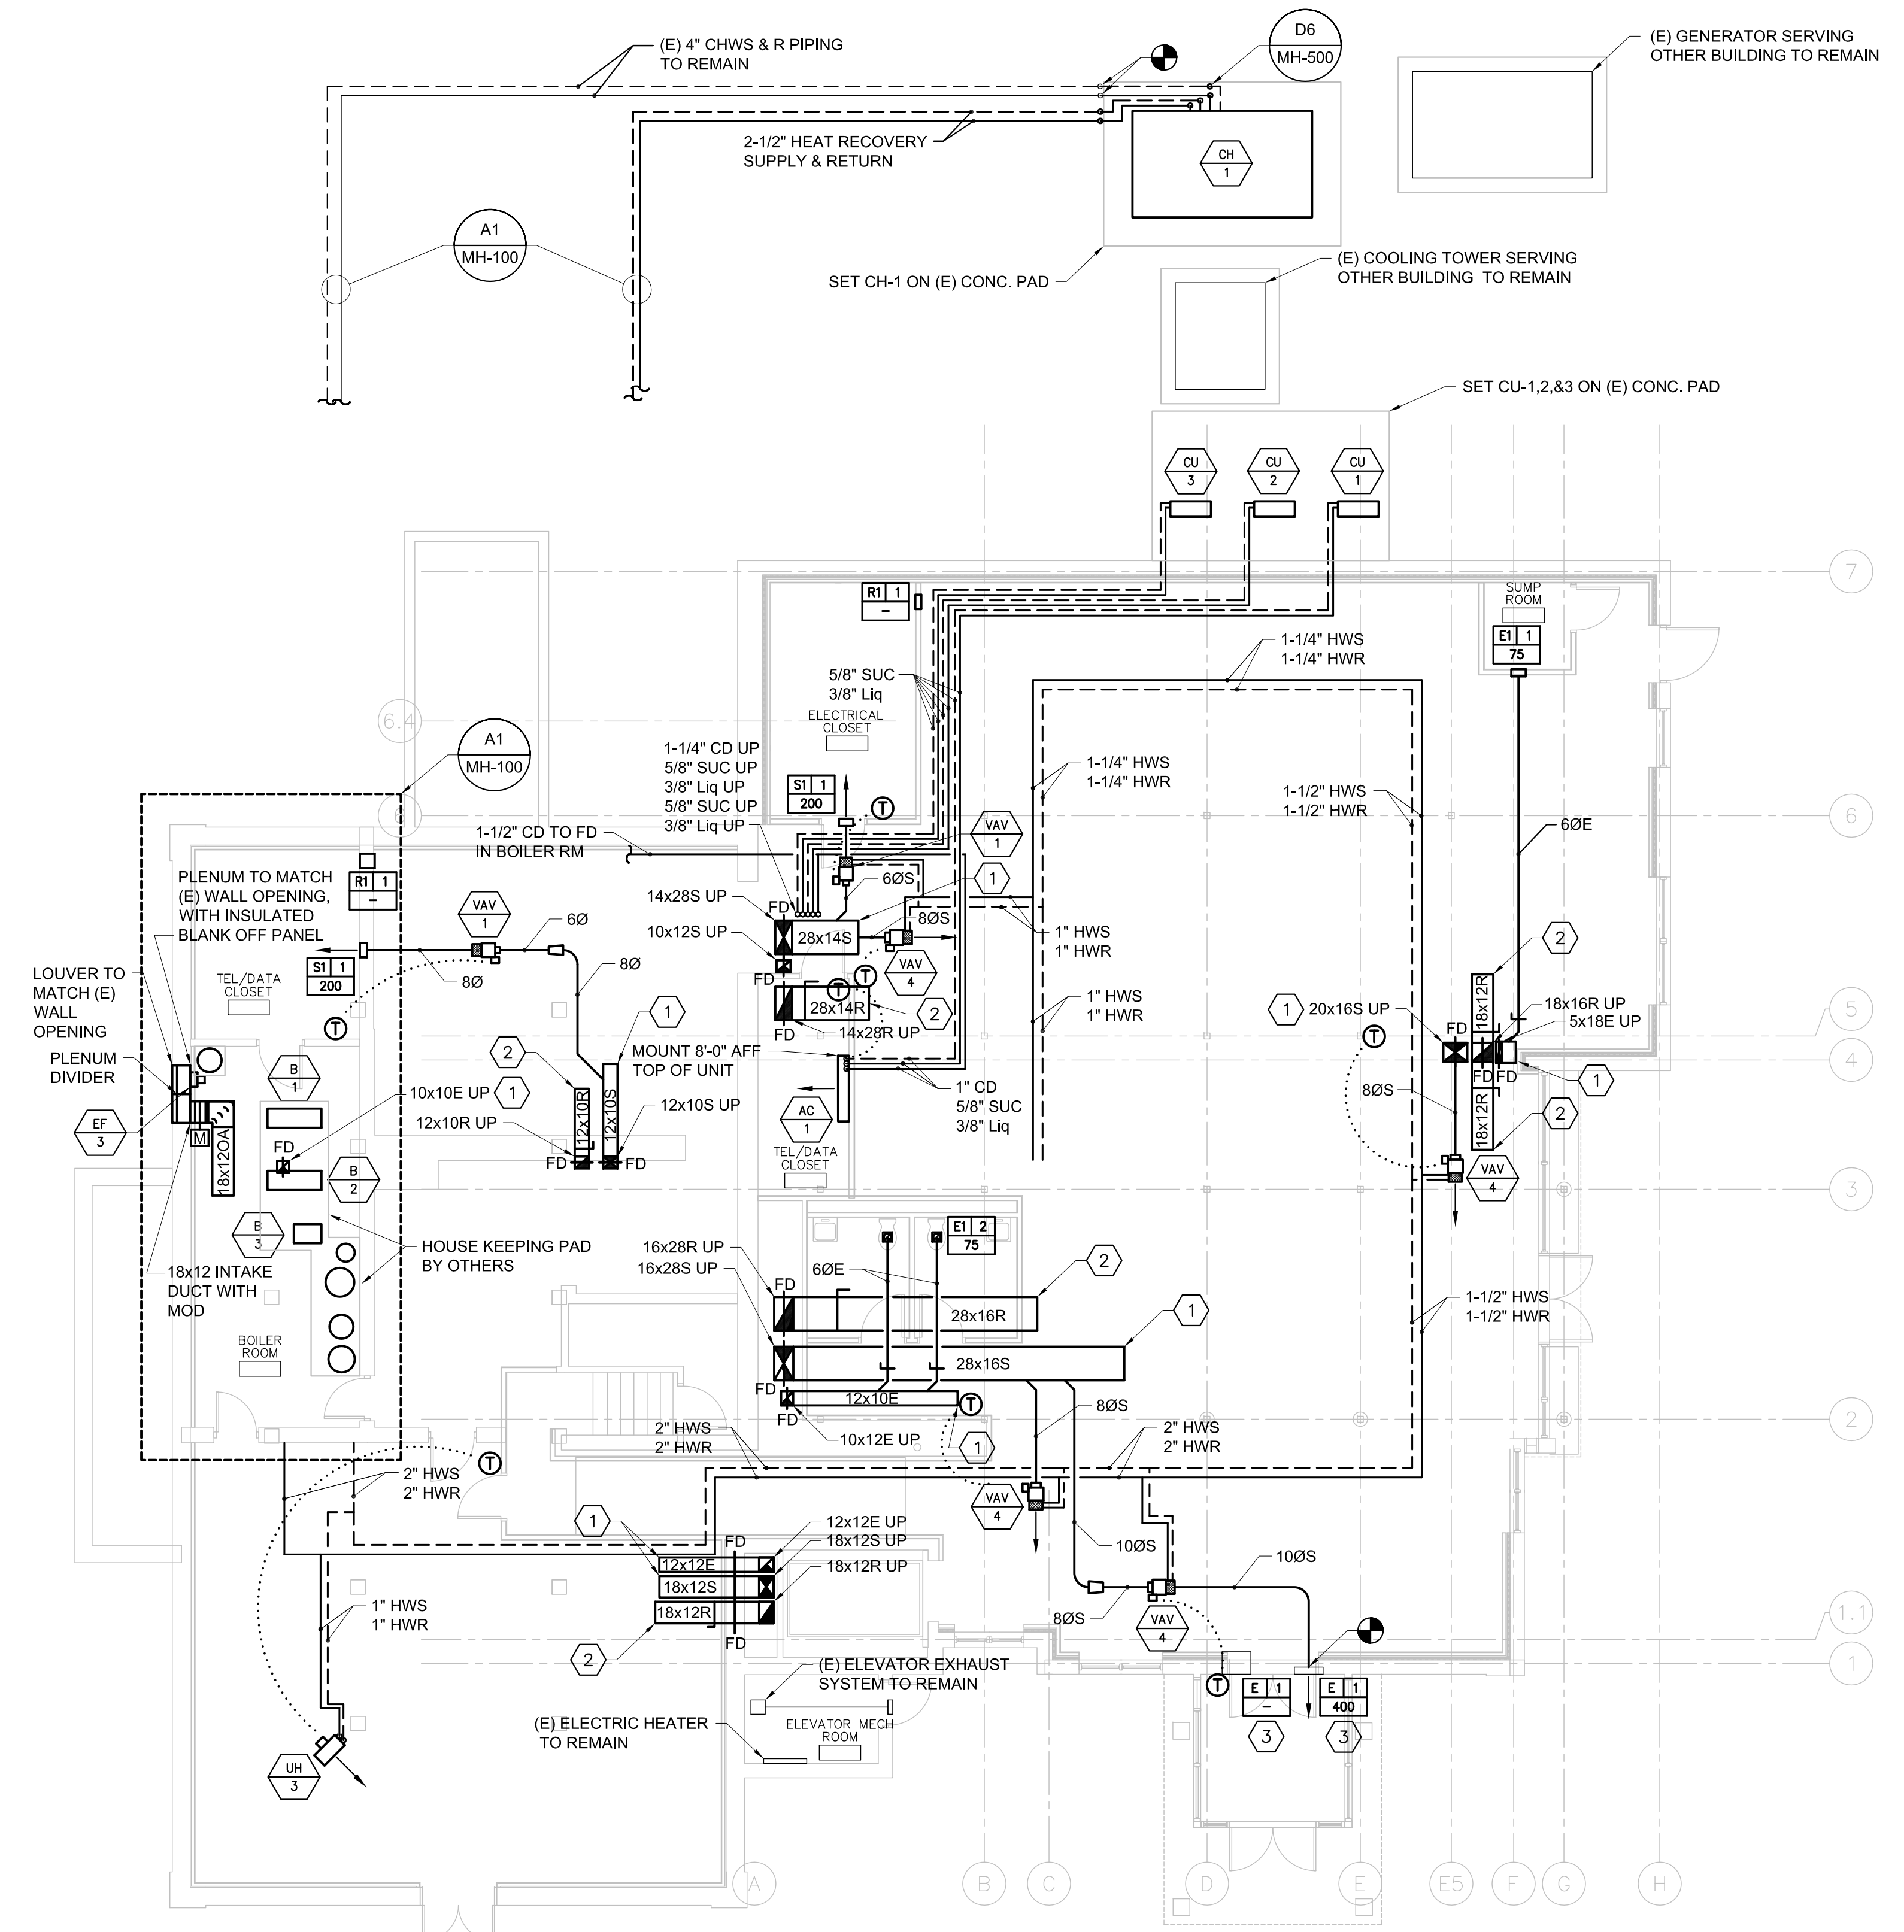 (E) 4" CHWS & R PIPING
TO REMAIN
D6
MH-500
(E) GENERATOR SERVING
OTHER BUILDING TO REMAIN
2-1/2" HEAT RECOVERY
SUPPLY & RETURN
CH
1
A1
MH-100
SET CH-1 ON (E) CONC. PAD
(E) COOLING TOWER SERVING
OTHER BUILDING TO REMAIN
SET CU-1,2,&3 ON (E) CONC. PAD
CU
3
CU
2
CU
1
7
R1 1
-
SUMP
ROOM
E1 1
75
1-1/4" HWS
1-1/4" HWR
5/8" SUC
3/8" Liq
ELECTRICAL
CLOSET
6.4
A1
MH-100
1-1/4" CD UP
5/8" SUC UP
3/8" Liq UP
5/8" SUC UP
3/8" Liq UP
1-1/4" HWS
1-1/4" HWR
S1 1
200
T
1-1/2" HWS
1-1/2" HWR
6
6
1-1/2" CD TO FD
IN BOILER RM
VAV
1
6ØE
PLENUM TO MATCH
(E) WALL OPENING,
WITH INSULATED
BLANK OFF PANEL
R1 1
-
VAV
1
6Ø
14x28S UP
FD
6ØS
1
8ØS
28x14S
10x12S UP
1" HWS
1" HWR
2
LOUVER TO
MATCH (E)
WALL
OPENING
S1 1
200
8Ø
8Ø
TEL/DATA
CLOSET
FD
VAV
4
T
T
28x14R
2
14x28R UP
FD
1" HWS
1" HWR
1
20x16S UP
T
FD
18x12R
18x16R UP
5x18E UP
5
T
1
PLENUM
DIVIDER
2
MOUNT 8'-0" AFF
TOP OF UNIT
FD
FD
4
1
B
1
10x10E UP
1
EF
3
12x10R UP
12x10R
12x10S
12x10S UP
FD
FD
AC
1
1" CD
5/8" SUC
3/8" Liq
8ØS
18x12R
2
M
18x12OA
FD
B
2
TEL/DATA
CLOSET
VAV
4
3
B
3
HOUSE KEEPING PAD
BY OTHERS
E1 2
75
16x28R UP
16x28S UP
6ØE
2
18x12 INTAKE
DUCT WITH
MOD
FD
28x16R
1
1-1/2" HWS
1-1/2" HWR
BOILER
ROOM
28x16S
FD
12x10E
T
FD
8ØS
2
10x12E UP
1
2" HWS
2" HWR
2" HWS
2" HWR
T
2" HWS
2" HWR
VAV
4
1
12x12E UP
18x12S UP
18x12R UP
FD
12x12E
18x12S
18x12R
FD
10ØS
10ØS
8ØS
VAV
4
1" HWS
1" HWR
2
1.1
1
(E) ELEVATOR EXHAUST
SYSTEM TO REMAIN
T
E 1
-
E 1
400
3
3
(E) ELECTRIC HEATER
TO REMAIN
ELEVATOR MECH
ROOM
UH
3
A
B
C
D
E
E5
F
G
H